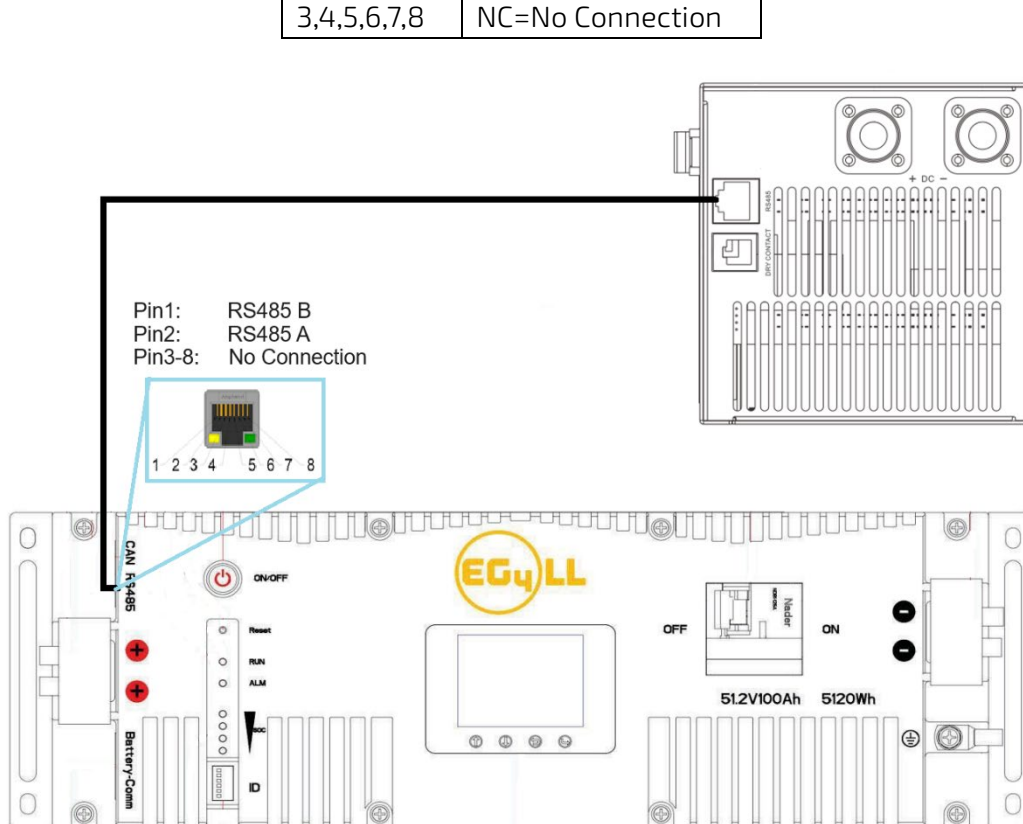 3,4,5,6,7,8 NC=No Connection
+ DC −
RS485
DRY CONTACT
Pin1: RS485 B
Pin2: RS485 A
Pin3-8: No Connection
1 2 3 4 5 6 7 8
CAN RS485
ON/OFF
EG4 LL
Reset
RUN
ALM
SOC
ID
Battery-Comm
OFF
Nader
ON
51.2V100Ah 5120Wh